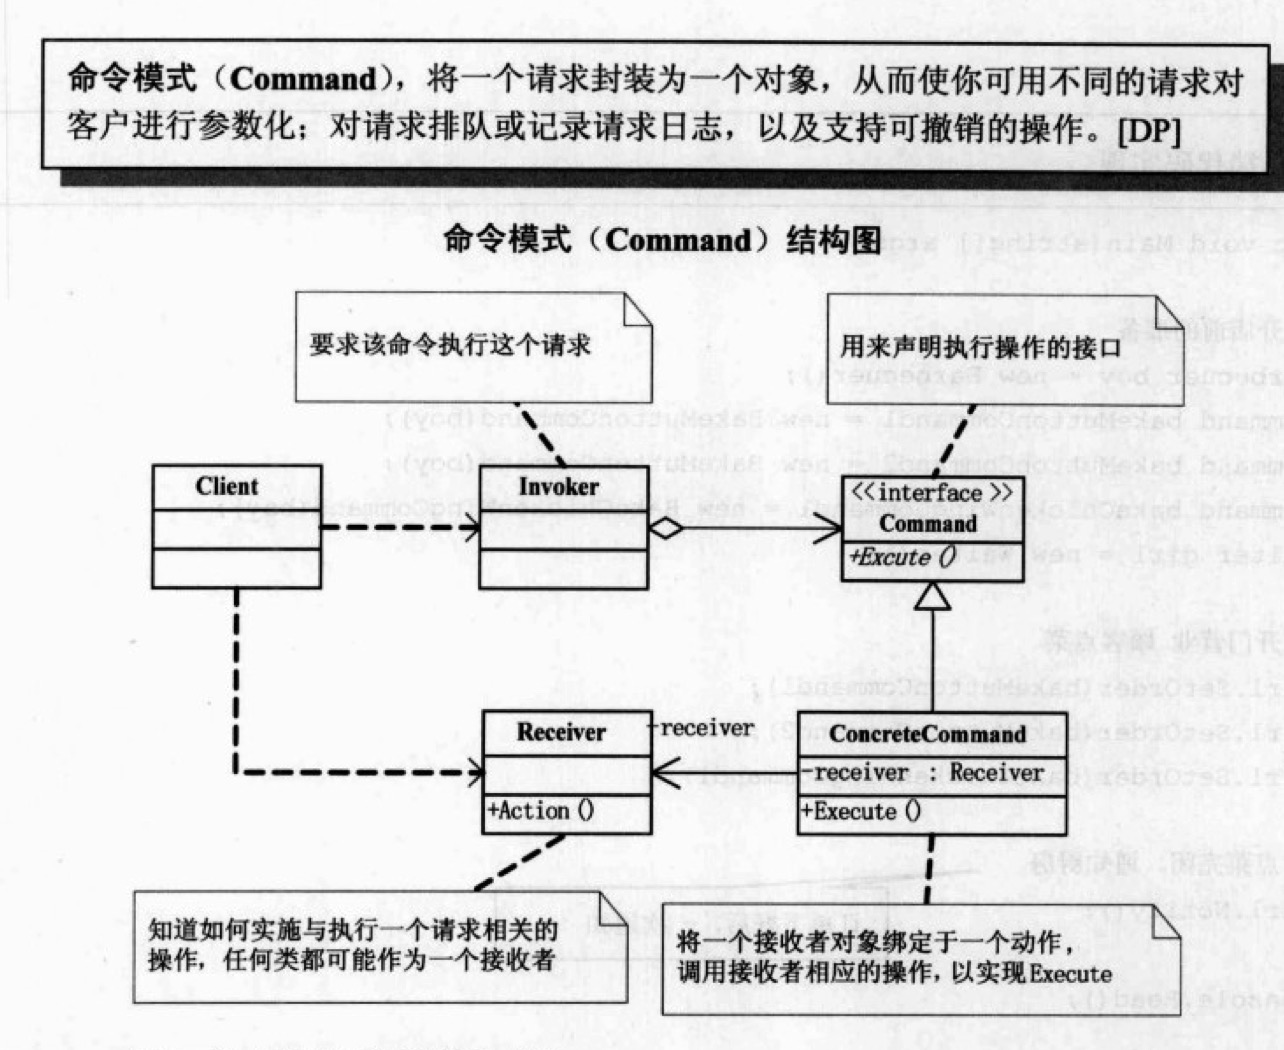 命令模式（Command），将一个请求封装为一个对象，从而使你可用不同的请求对
客户进行参数化；对请求排队或记录请求日志，以及支持可撤销的操作。[DP]
命令模式（Command）结构图
要求该命令执行这个请求
用来声明执行操作的接口
Client
Invoker
<<interface >>
Command
+Excute ()
Receiver
-receiver
+Action ()
ConcreteCommand
-receiver : Receiver
+Execute ()
知道如何实施与执行一个请求相关的
操作，任何类都可能作为一个接收者
将一个接收者对象绑定于一个动作，
调用接收者相应的操作，以实现Execute